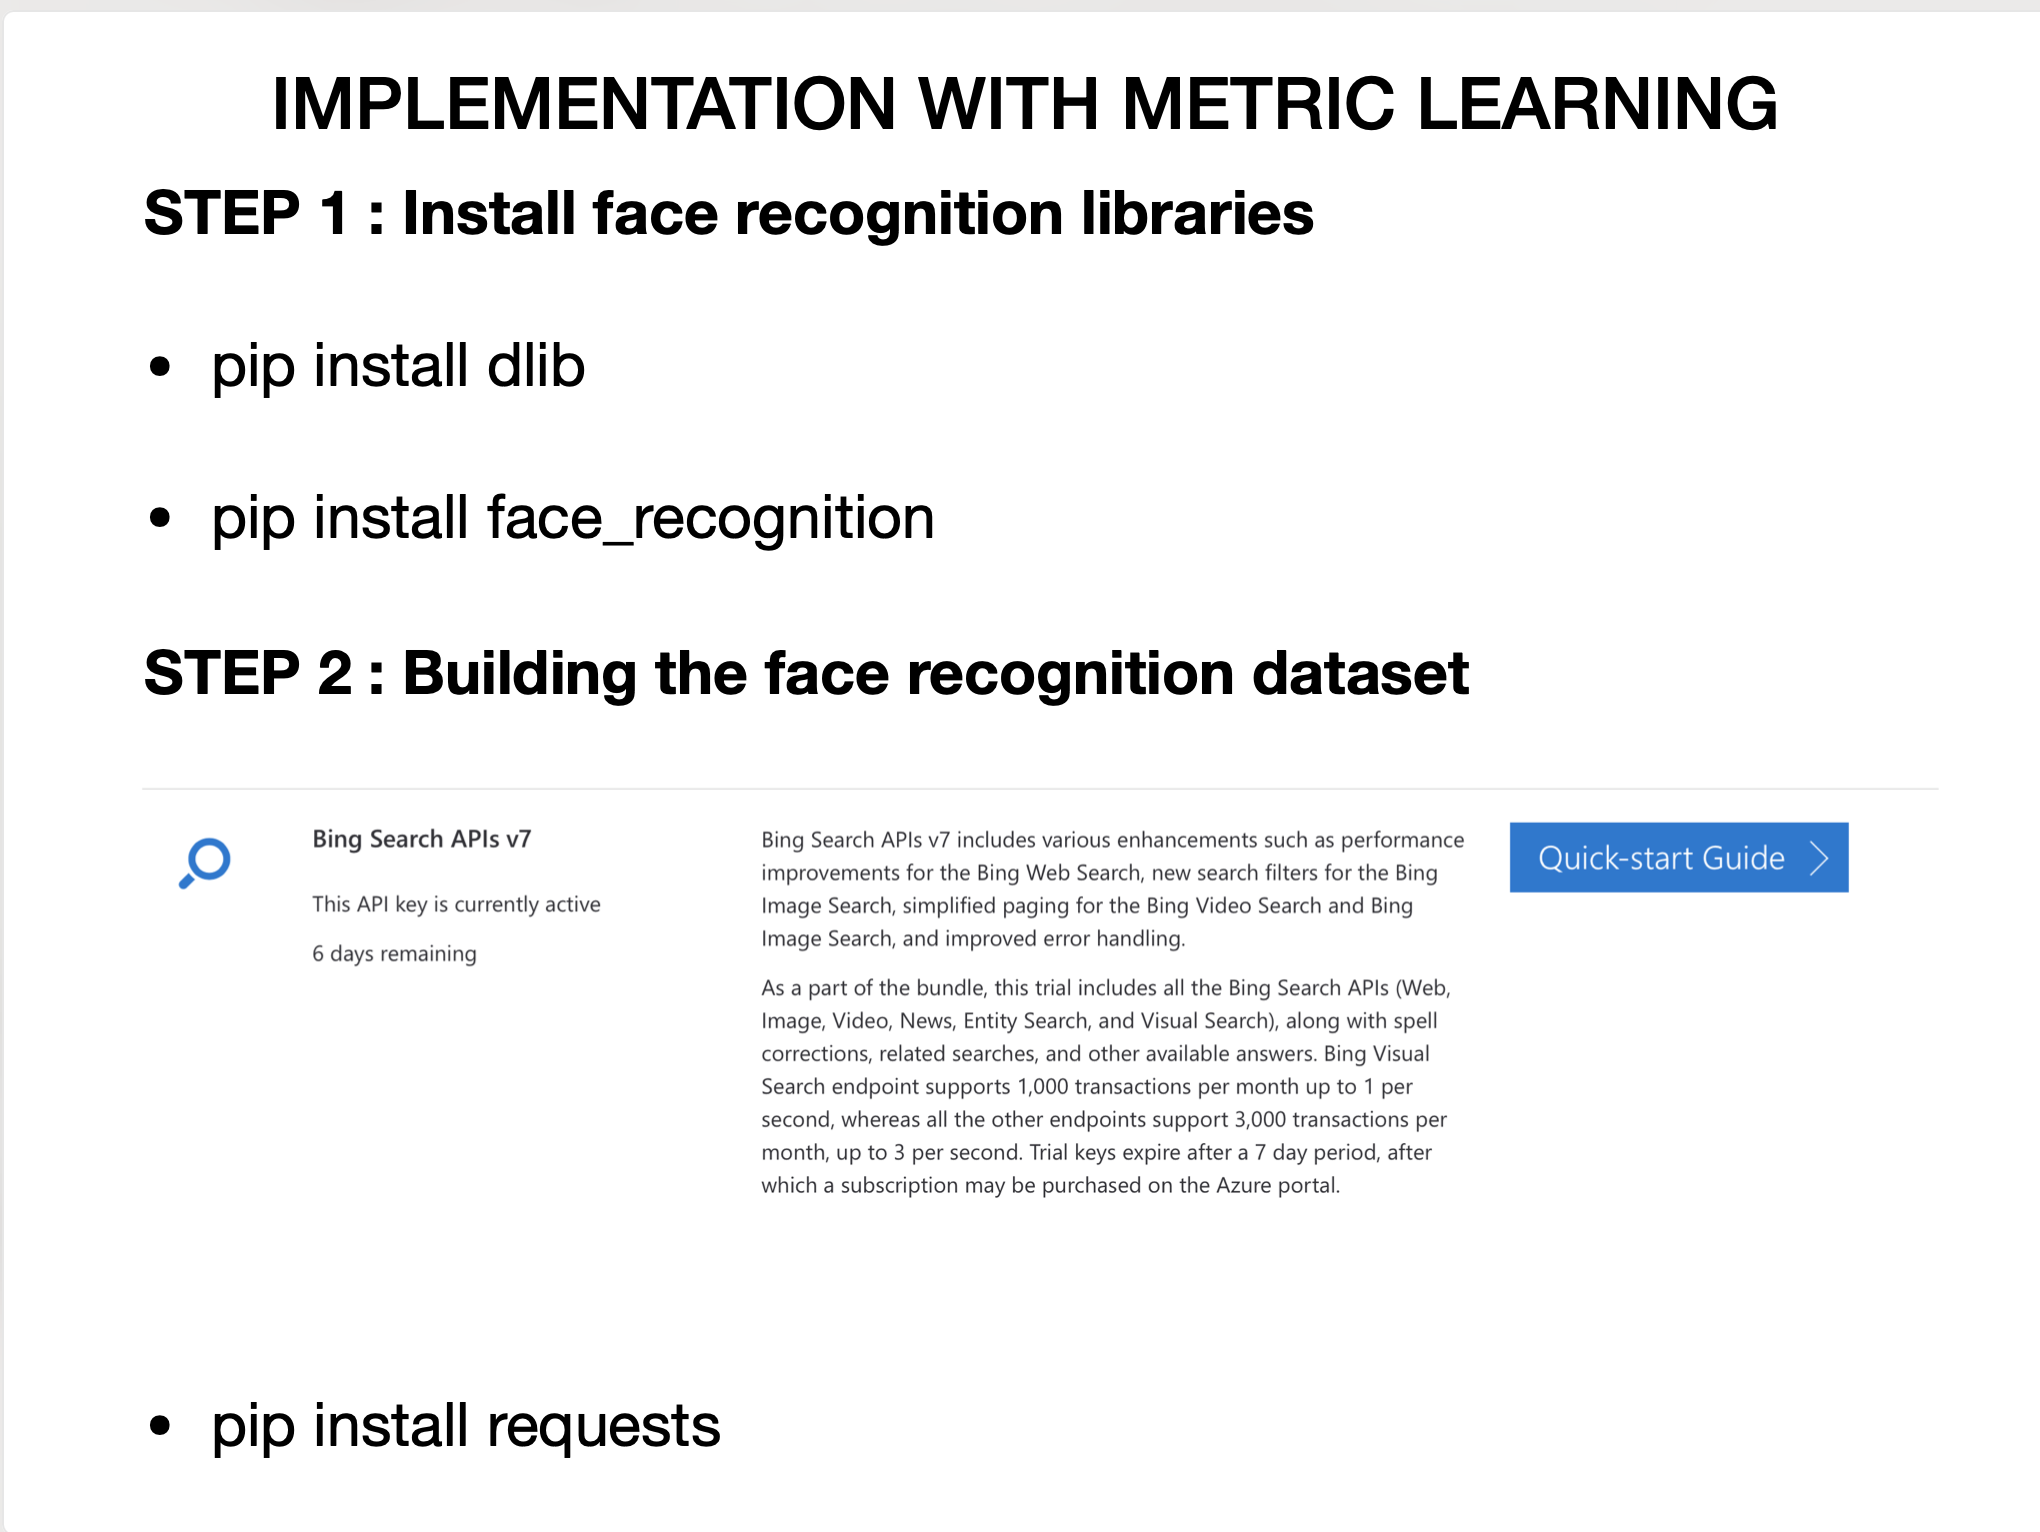 IMPLEMENTATION WITH METRIC LEARNING
STEP 1 : Install face recognition libraries
• pip install dlib
• pip install face_recognition
STEP 2 : Building the face recognition dataset
Bing Search APIs v7
This API key is currently active
6 days remaining
Bing Search APIs v7 includes various enhancements such as performance
improvements for the Bing Web Search, new search filters for the Bing
Image Search, simplified paging for the Bing Video Search and Bing
Image Search, and improved error handling.
As a part of the bundle, this trial includes all the Bing Search APIs (Web,
Image, Video, News, Entity Search, and Visual Search), along with spell
corrections, related searches, and other available answers. Bing Visual
Search endpoint supports 1,000 transactions per month up to 1 per
second, whereas all the other endpoints support 3,000 transactions per
month, up to 3 per second. Trial keys expire after a 7 day period, after
which a subscription may be purchased on the Azure portal.
Quick-start Guide
• pip install requests